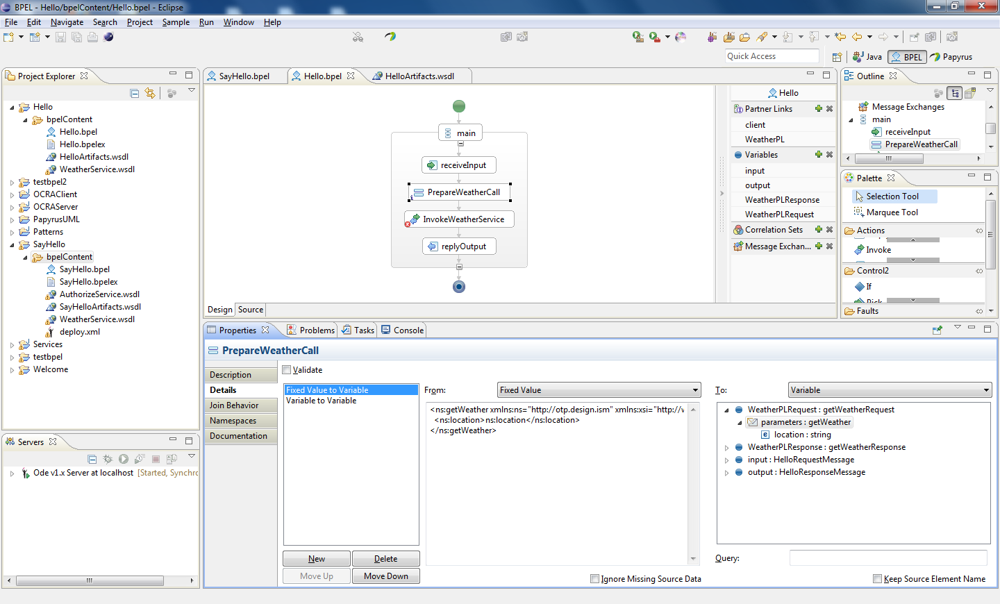 BPEL - Hello/bpelContent/Hello.bpel - Eclipse
File Edit Navigate Search Project Sample Run Window Help
Quick Access
Java BPEL Papyrus
Project Explorer
Hello
bpelContent
Hello.bpel
Hello.bpelex
HelloArtifacts.wsdl
WeatherService.wsdl
testbpel2
OCRAClient
OCRAServer
PapyrusUML
Patterns
SayHello
bpelContent
SayHello.bpel
SayHello.bpelex
AuthorizeService.wsdl
SayHelloArtifacts.wsdl
WeatherService.wsdl
deploy.xml
Services
testbpel
Welcome
Servers
Ode v1.x Server at localhost [Started, Synchro
SayHello.bpel Hello.bpel HelloArtifacts.wsdl
main
receiveInput
PrepareWeatherCall
InvokeWeatherService
replyOutput
Design Source
Hello
Partner Links
client
WeatherPL
Variables
input
output
WeatherPLResponse
WeatherPLRequest
Correlation Sets
Message Exchan...
Outline
Message Exchanges
main
receiveInput
PrepareWeatherCall
Palette
Selection Tool
Marquee Tool
Actions
Invoke
Control2
If
Pick
Faults
Properties Problems Tasks Console
PrepareWeatherCall
Description
Details
Join Behavior
Namespaces
Documentation
Validate
Fixed Value to Variable
Variable to Variable
New Delete
Move Up Move Down
From: Fixed Value
<ns:getWeather xmlns:ns="http://otp.design.ism" xmlns:xsi="http://v
<ns:location>ns:location</ns:location>
</ns:getWeather>
Ignore Missing Source Data
To: Variable
WeatherPLRequest : getWeatherRequest
parameters : getWeather
location : string
WeatherPLResponse : getWeatherResponse
input : HelloRequestMessage
output : HelloResponseMessage
Query:
Keep Source Element Name